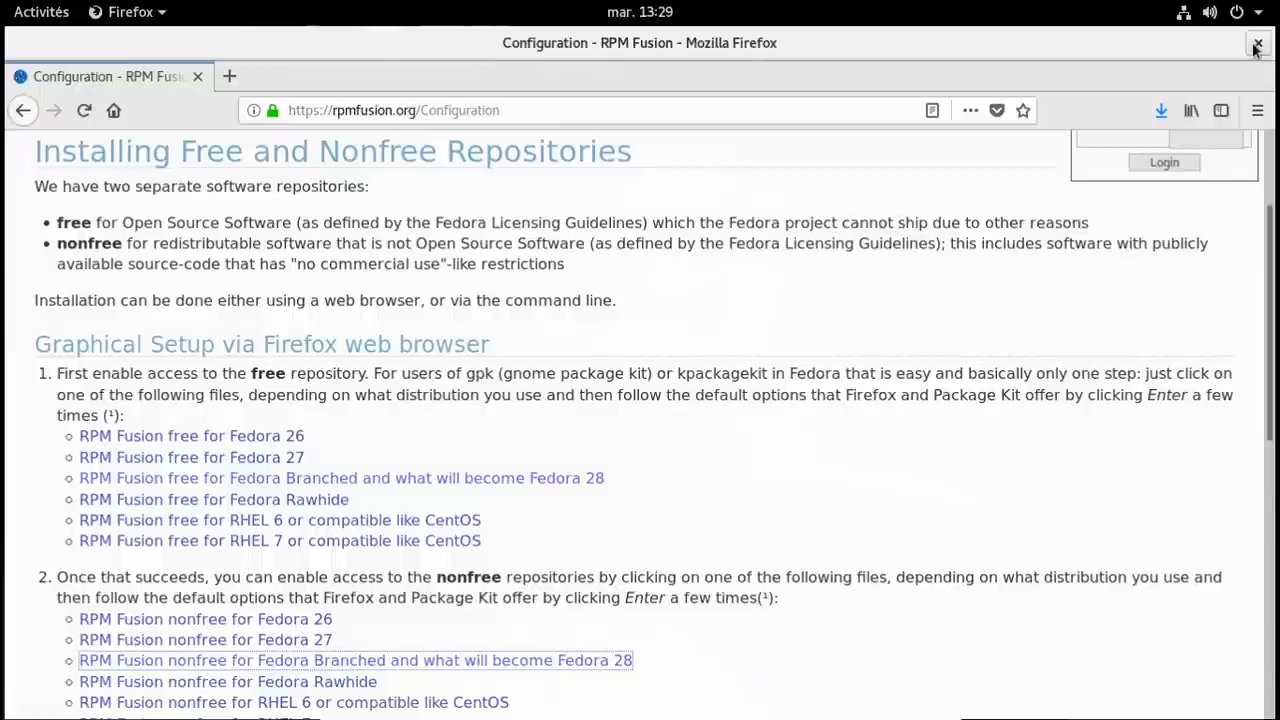 Activités Firefox mar. 13:29
Configuration - RPM Fusion - Mozilla Firefox
Configuration - RPM Fusi
https://rpmfusion.org/Configuration
Installing Free and Nonfree Repositories
Login
We have two separate software repositories:
• free for Open Source Software (as defined by the Fedora Licensing Guidelines) which the Fedora project cannot ship due to other reasons
• nonfree for redistributable software that is not Open Source Software (as defined by the Fedora Licensing Guidelines); this includes software with publicly
available source-code that has "no commercial use"-like restrictions
Installation can be done either using a web browser, or via the command line.
Graphical Setup via Firefox web browser
1. First enable access to the free repository. For users of gpk (gnome package kit) or kpackagekit in Fedora that is easy and basically only one step: just click on
one of the following files, depending on what distribution you use and then follow the default options that Firefox and Package Kit offer by clicking Enter a few
times (¹):
RPM Fusion free for Fedora 26
RPM Fusion free for Fedora 27
RPM Fusion free for Fedora Branched and what will become Fedora 28
RPM Fusion free for Fedora Rawhide
RPM Fusion free for RHEL 6 or compatible like CentOS
RPM Fusion free for RHEL 7 or compatible like CentOS
2. Once that succeeds, you can enable access to the nonfree repositories by clicking on one of the following files, depending on what distribution you use and
then follow the default options that Firefox and Package Kit offer by clicking Enter a few times(¹):
RPM Fusion nonfree for Fedora 26
RPM Fusion nonfree for Fedora 27
RPM Fusion nonfree for Fedora Branched and what will become Fedora 28
RPM Fusion nonfree for Fedora Rawhide
RPM Fusion nonfree for RHEL 6 or compatible like CentOS